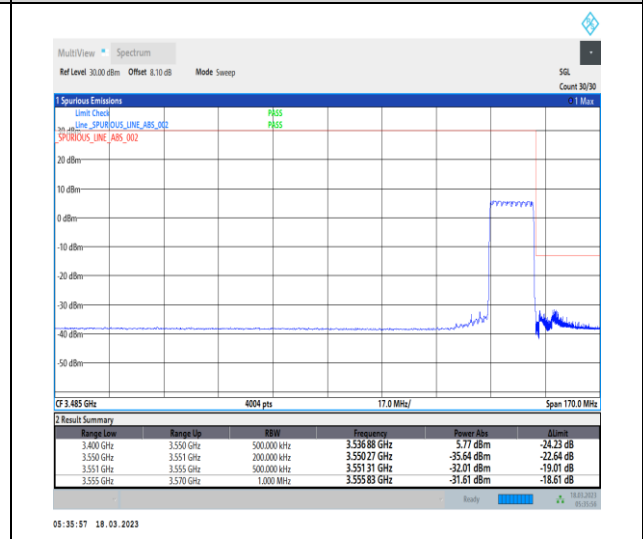 MultiView Spectrum
Ref Level 30.00 dBm Offset 8.10 dB Mode Sweep SGL
Count 30/30
1 Spurious Emissions 1 Max
Limit Check PASS
Line _SPURIOUS_LINE_ABS_002 PASS
_SPURIOUS_LINE_ABS_002
20 dBm
10 dBm
0 dBm
-10 dBm
-20 dBm
-30 dBm
-40 dBm
-50 dBm
CF 3.485 GHz 4004 pts 17.0 MHz/ Span 170.0 MHz
2 Result Summary
Range Low Range Up RBW Frequency Power Abs ΔLimit
3.400 GHz 3.550 GHz 500.000 kHz 3.536 88 GHz 5.77 dBm -24.23 dB
3.550 GHz 3.551 GHz 200.000 kHz 3.550 27 GHz -35.64 dBm -22.64 dB
3.551 GHz 3.555 GHz 500.000 kHz 3.551 31 GHz -32.01 dBm -19.01 dB
3.555 GHz 3.570 GHz 1.000 MHz 3.555 83 GHz -31.61 dBm -18.61 dB
Ready 18.03.2023
05:35:58
05:35:57 18.03.2023